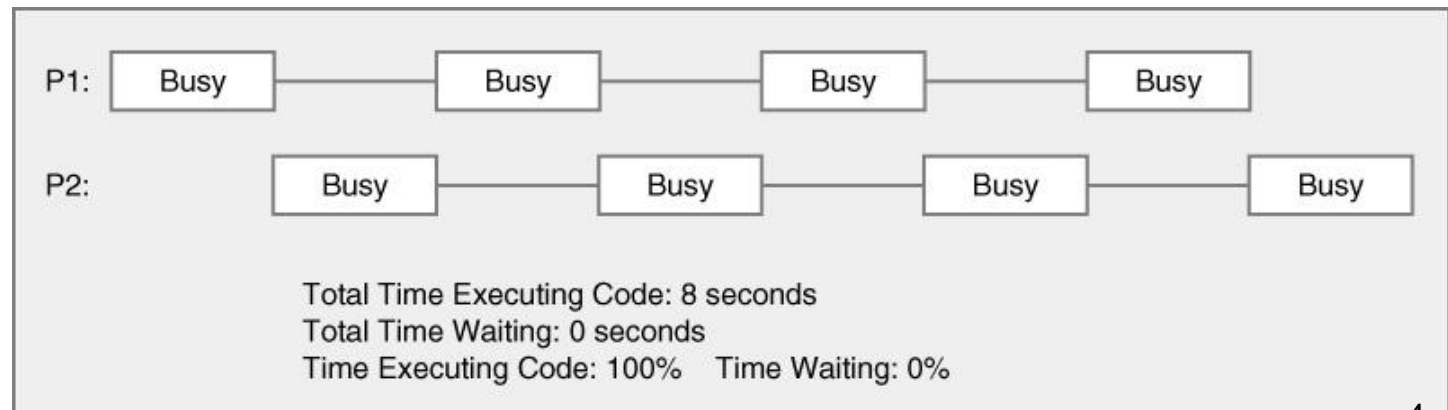 P1: Busy Busy Busy Busy
P2: Busy Busy Busy Busy
Total Time Executing Code: 8 seconds
Total Time Waiting: 0 seconds
Time Executing Code: 100% Time Waiting: 0%